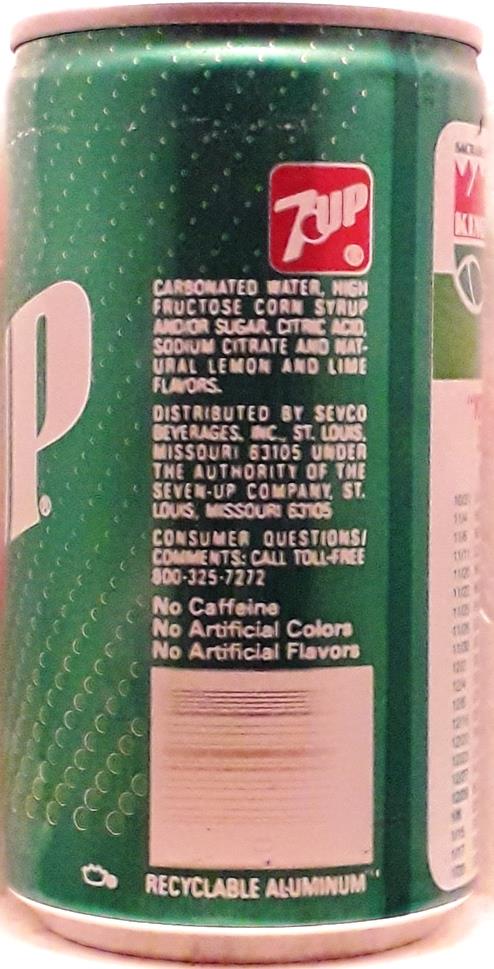 7UP
®
CARBONATED WATER, HIGH
FRUCTOSE CORN SYRUP
AND/OR SUGAR, CITRIC ACID,
SODIUM CITRATE AND NAT-
URAL LEMON AND LIME
FLAVORS.
DISTRIBUTED BY SEVCO
BEVERAGES, INC., ST. LOUIS,
MISSOURI 63105 UNDER
THE AUTHORITY OF THE
SEVEN-UP COMPANY, ST.
LOUIS, MISSOURI 63105
CONSUMER QUESTIONS/
COMMENTS: CALL TOLL-FREE
800-325-7272
No Caffeine
No Artificial Colors
No Artificial Flavors
RECYCLABLE ALUMINUM
P
®